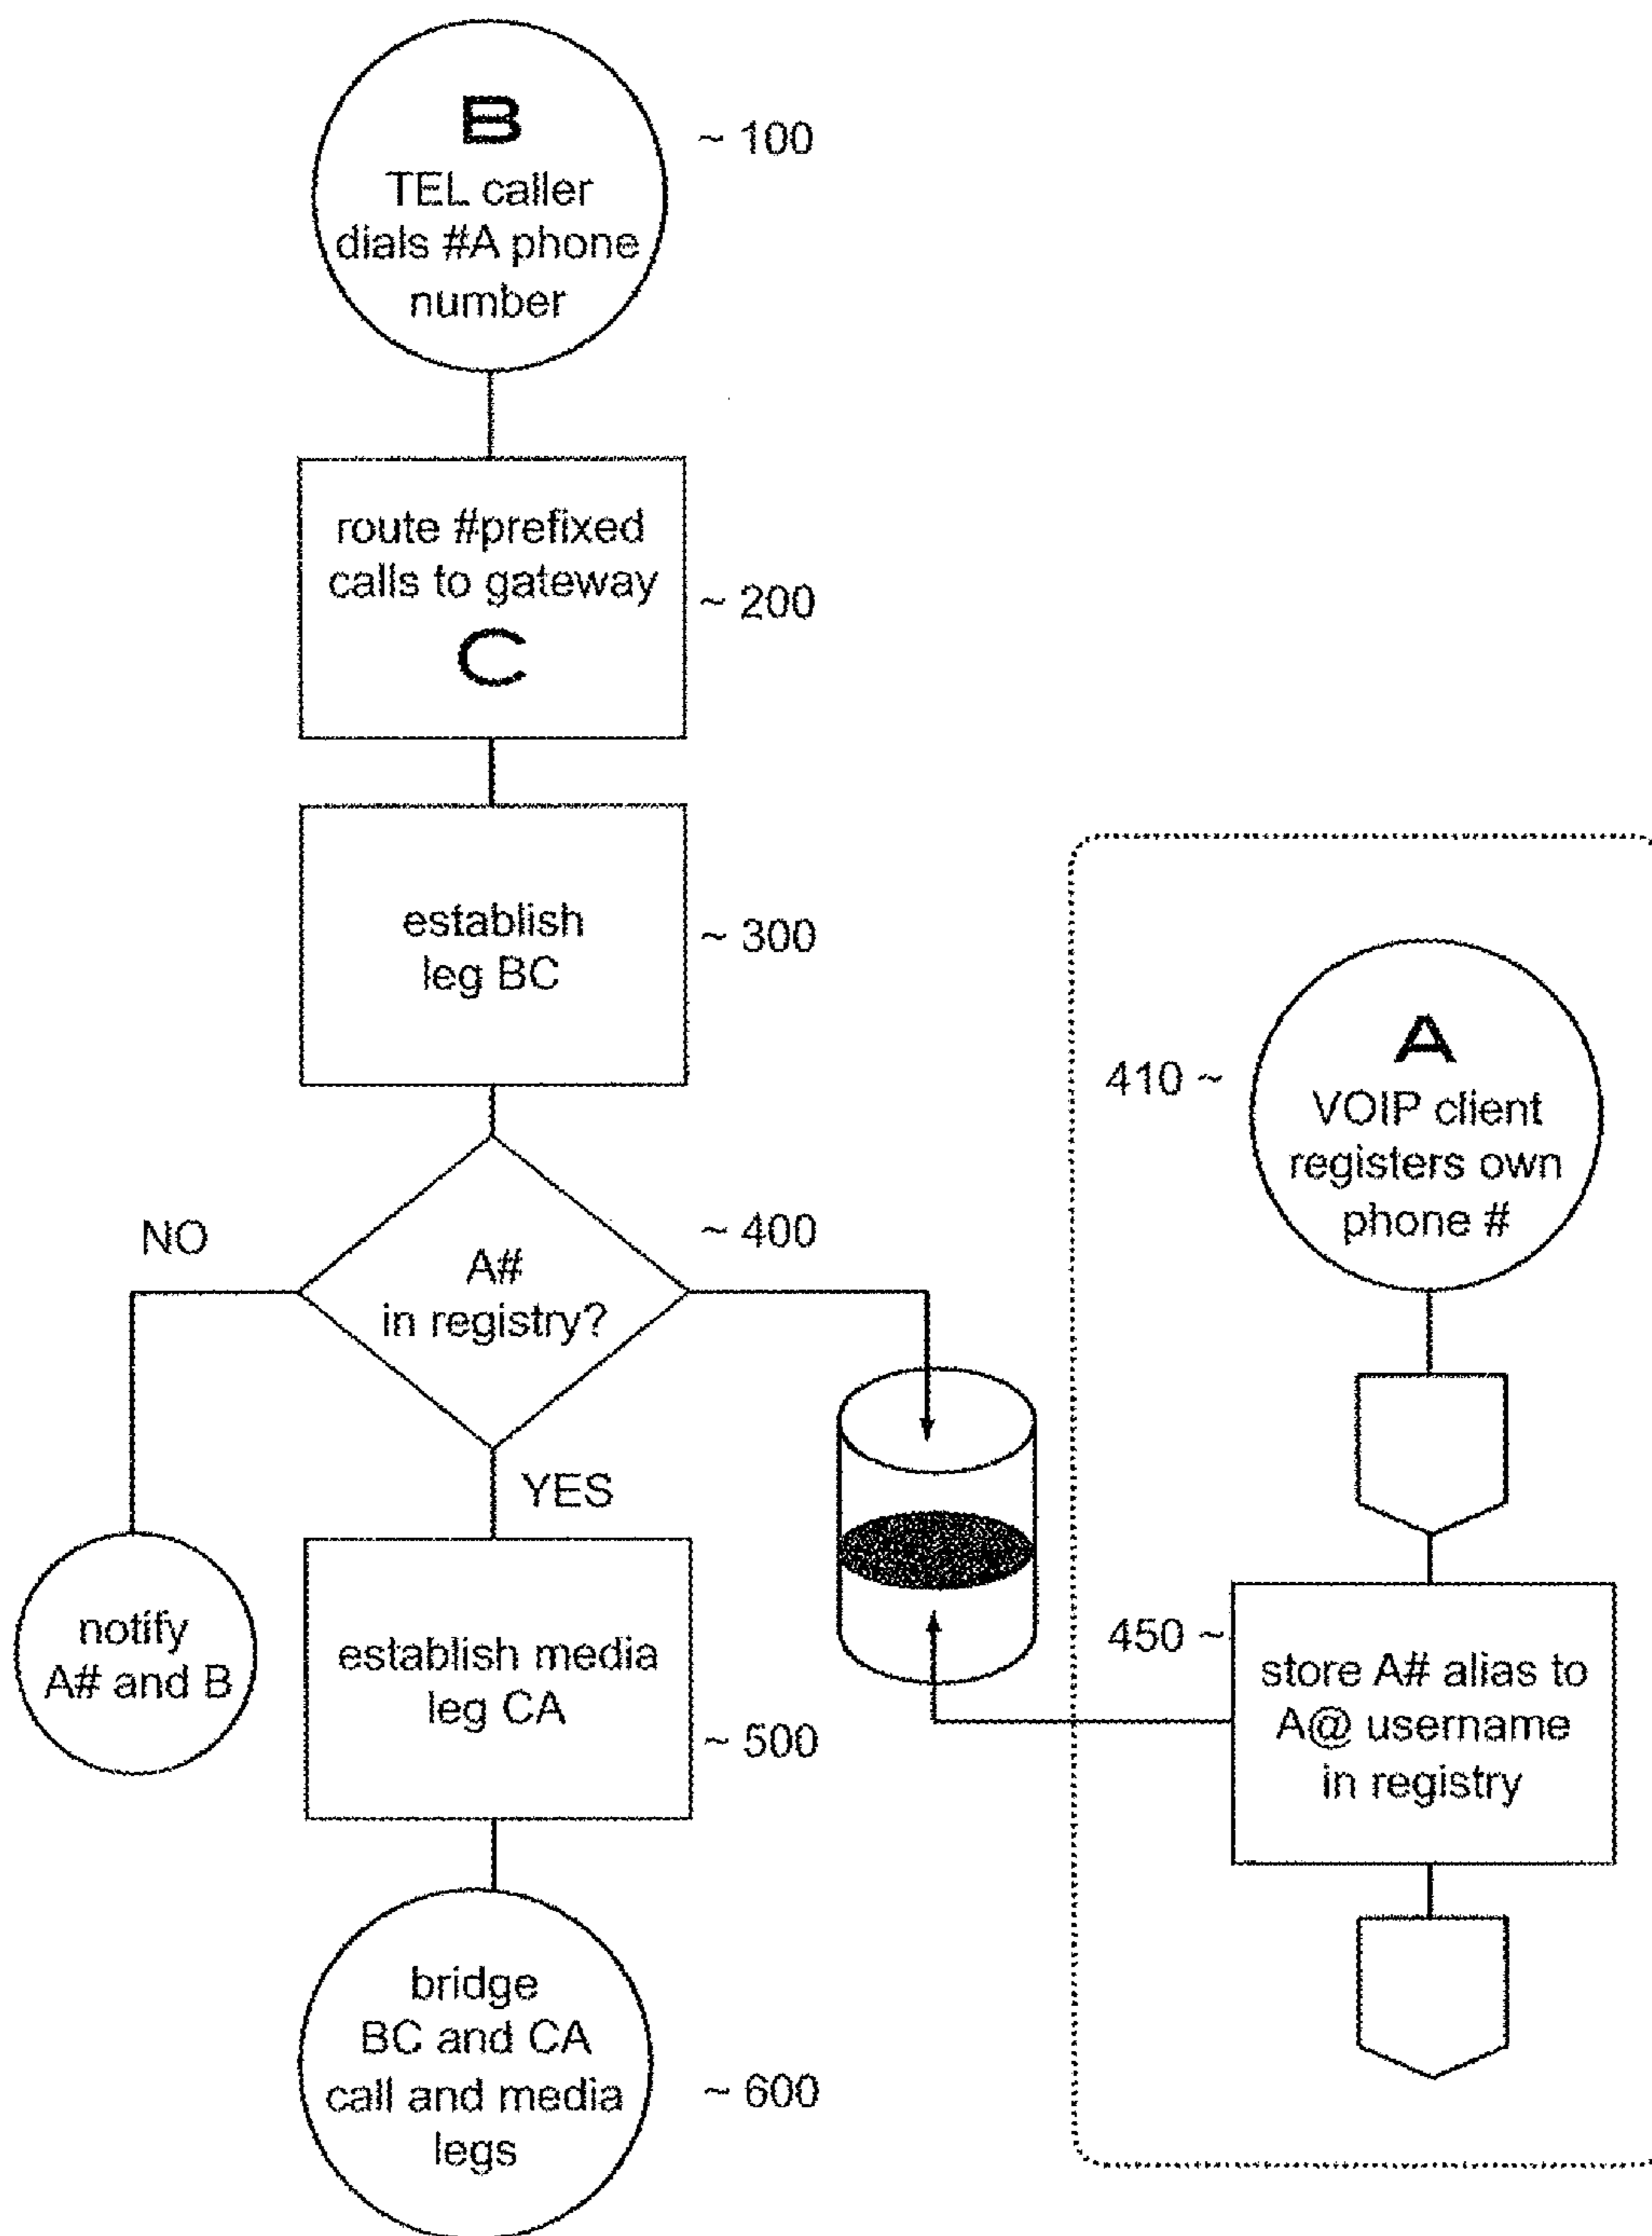 B
TEL caller
dials #A phone
number
~ 100
route #prefixed
calls to gateway
C
~ 200
establish
leg BC
~ 300
A#
in registry?
~ 400
NO
YES
notify
A# and B
establish media
leg CA
~ 500
bridge
BC and CA
call and media
legs
~ 600
410 ~
A
VOIP client
registers own
phone #
450 ~
store A# alias to
A@ username
in registry